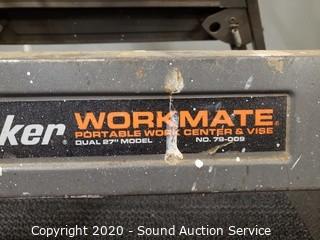 ker® WORKMATE®
PORTABLE WORK CENTER & VISE
DUAL 27" MODEL NO. 79-009
Copyright © 2020 - Sound Auction Service